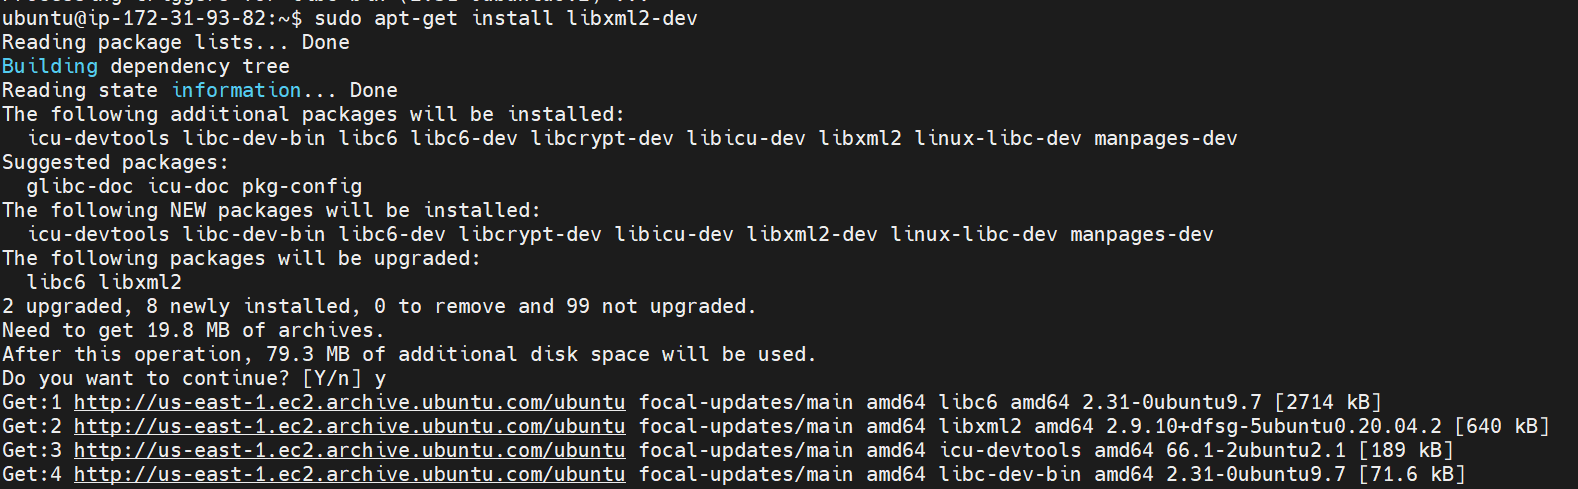 ubuntu@ip-172-31-93-82:~$ sudo apt-get install libxml2-dev
Reading package lists... Done
Building dependency tree
Reading state information... Done
The following additional packages will be installed:
  icu-devtools libc-dev-bin libc6 libc6-dev libcrypt-dev libicu-dev libxml2 linux-libc-dev manpages-dev
Suggested packages:
  glibc-doc icu-doc pkg-config
The following NEW packages will be installed:
  icu-devtools libc-dev-bin libc6-dev libcrypt-dev libicu-dev libxml2-dev linux-libc-dev manpages-dev
The following packages will be upgraded:
  libc6 libxml2
2 upgraded, 8 newly installed, 0 to remove and 99 not upgraded.
Need to get 19.8 MB of archives.
After this operation, 79.3 MB of additional disk space will be used.
Do you want to continue? [Y/n] y
Get:1 http://us-east-1.ec2.archive.ubuntu.com/ubuntu focal-updates/main amd64 libc6 amd64 2.31-0ubuntu9.7 [2714 kB]
Get:2 http://us-east-1.ec2.archive.ubuntu.com/ubuntu focal-updates/main amd64 libxml2 amd64 2.9.10+dfsg-5ubuntu0.20.04.2 [640 kB]
Get:3 http://us-east-1.ec2.archive.ubuntu.com/ubuntu focal-updates/main amd64 icu-devtools amd64 66.1-2ubuntu2.1 [189 kB]
Get:4 http://us-east-1.ec2.archive.ubuntu.com/ubuntu focal-updates/main amd64 libc-dev-bin amd64 2.31-0ubuntu9.7 [71.6 kB]